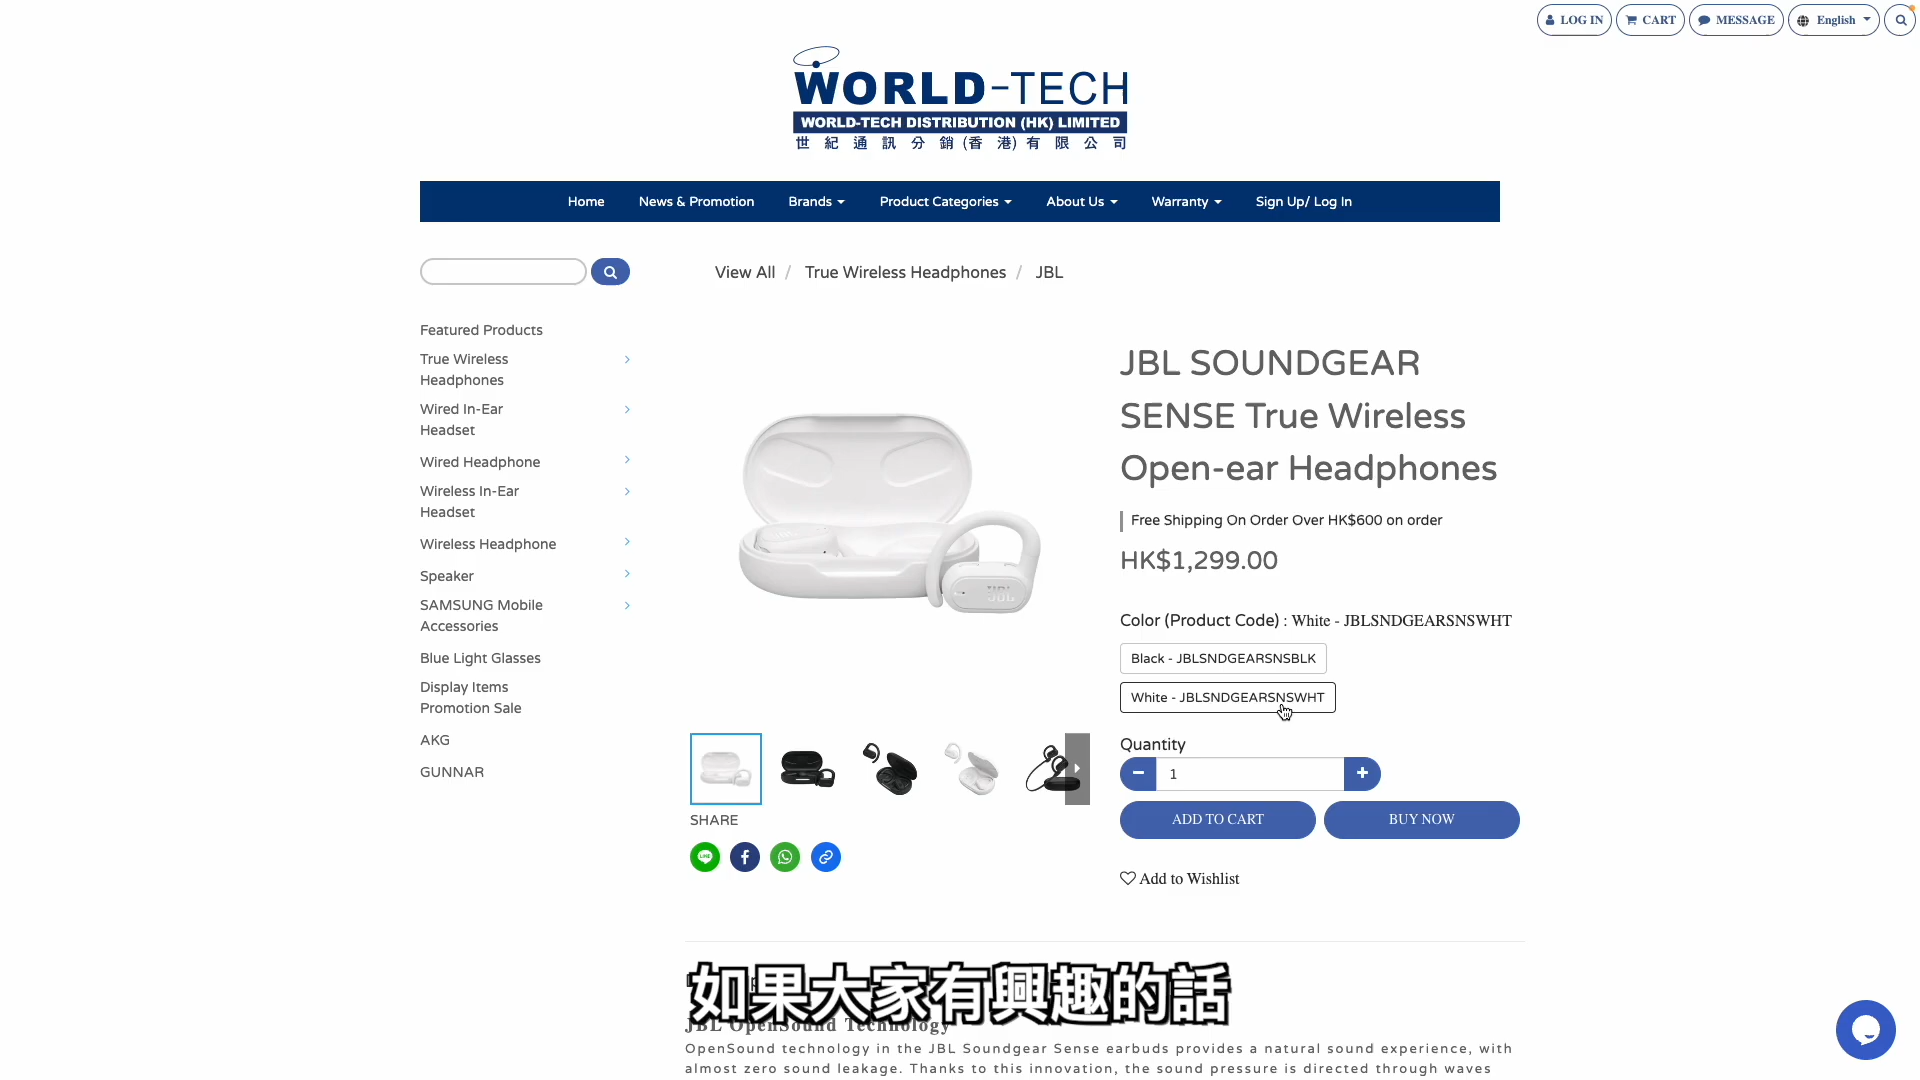 LOG IN
CART
MESSAGE
English
WORLD-TECH
WORLD-TECH DISTRIBUTION (HK) LIMITED
世紀通訊分銷(香港)有限公司
Home
News & Promotion
Brands
Product Categories
About Us
Warranty
Sign Up/ Log In
View All / True Wireless Headphones / JBL
Featured Products
True Wireless
Headphones
Wired In-Ear
Headset
Wired Headphone
Wireless In-Ear
Headset
Wireless Headphone
Speaker
SAMSUNG Mobile
Accessories
Blue Light Glasses
Display Items
Promotion Sale
AKG
GUNNAR
JBL
SHARE
LINE
JBL SOUNDGEAR
SENSE True Wireless
Open-ear Headphones
Free Shipping On Order Over HK$600 on order
HK$1,299.00
Color (Product Code) : White - JBLSNDGEARSNSWHT
Black - JBLSNDGEARSNSBLK
White - JBLSNDGEARSNSWHT
Quantity
1
ADD TO CART
BUY NOW
Add to Wishlist
如果大家有興趣的話
JBL OpenSound Technology
OpenSound technology in the JBL Soundgear Sense earbuds provides a natural sound experience, with
almost zero sound leakage. Thanks to this innovation, the sound pressure is directed through waves